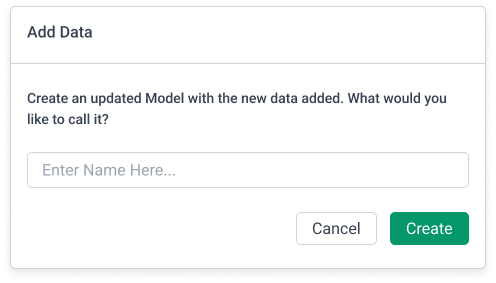 Add Data
Create an updated Model with the new data added. What would you
like to call it?
Enter Name Here...
Cancel
Create